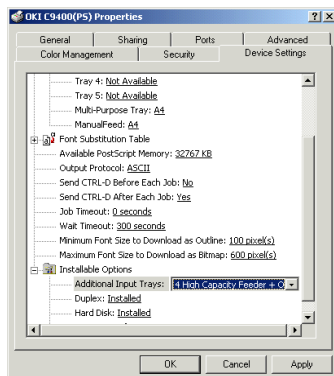 OKI C9400(PS) Properties
General Sharing Ports Advanced
Color Management Security Device Settings
Tray 4: Not Available
Tray 5: Not Available
Multi-Purpose Tray: A4
ManualFeed: A4
Font Substitution Table
Available PostScript Memory: 32767 KB
Output Protocol: ASCII
Send CTRL-D Before Each Job: No
Send CTRL-D After Each Job: Yes
Job Timeout: 0 seconds
Wait Timeout: 300 seconds
Minimum Font Size to Download as Outline: 100 pixel(s)
Maximum Font Size to Download as Bitmap: 600 pixel(s)
Installable Options
Additional Input Trays: 4 High Capacity Feeder + O
Duplex: Installed
Hard Disk: Installed
OK Cancel Apply